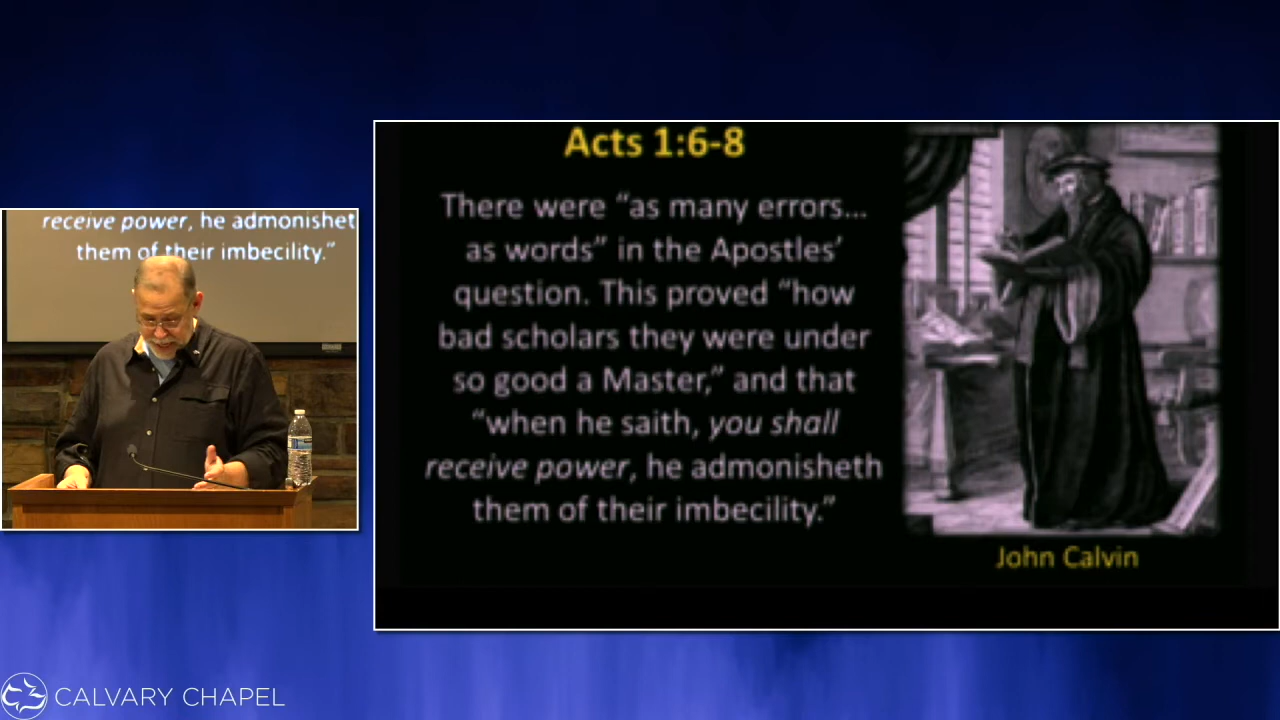 receive power, he admonishet
them of their imbecility.”
Acts 1:6-8
There were “as many errors…
as words” in the Apostles’
question. This proved “how
bad scholars they were under
so good a Master,” and that
“when he saith, you shall
receive power, he admonisheth
them of their imbecility.”
John Calvin
CALVARY CHAPEL